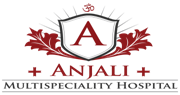 ॐ
A
+ ANJALI +
MULTISPECIALITY HOSPITAL